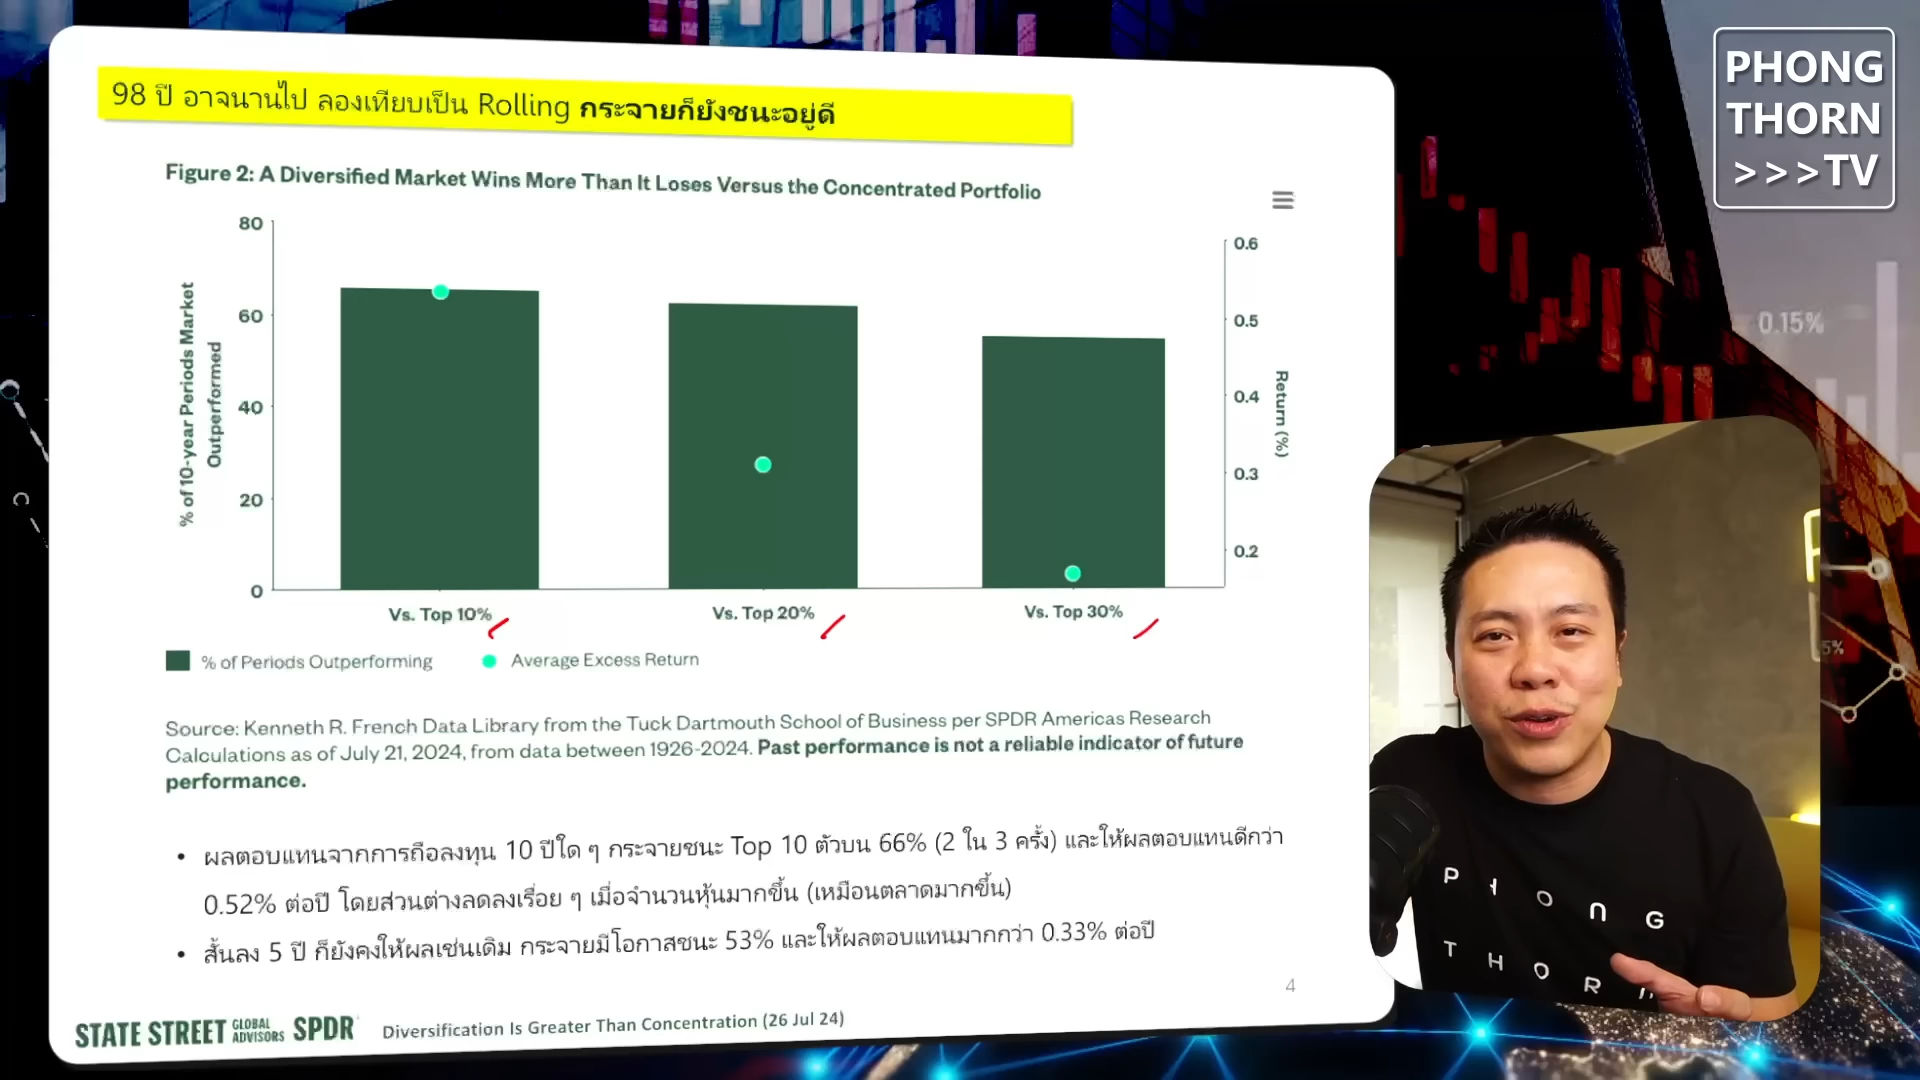 PHONG
THORN
>>>TV
98 ปี อาจนานไป ลองเทียบเป็น Rolling กระจายก็ยังชนะอยู่ดี
Figure 2: A Diversified Market Wins More Than It Loses Versus the Concentrated Portfolio
% of 10-year Periods Market
Outperformed
80
60
40
20
0
0.6
0.5
0.4
0.3
0.2
Return (%)
Vs. Top 10%
Vs. Top 20%
Vs. Top 30%
% of Periods Outperforming
Average Excess Return
Source: Kenneth R. French Data Library from the Tuck Dartmouth School of Business per SPDR Americas Research
Calculations as of July 21, 2024, from data between 1926-2024. Past performance is not a reliable indicator of future
performance.
• ผลตอบแทนจากการถือลงทุน 10 ปีใด ๆ กระจายชนะ Top 10 ตัวบน 66% (2 ใน 3 ครั้ง) และให้ผลตอบแทนดีกว่า
0.52% ต่อปี โดยส่วนต่างลดลงเรื่อย ๆ เมื่อจำนวนหุ้นมากขึ้น (เหมือนตลาดมากขึ้น)
• สั้นลง 5 ปี ก็ยังคงให้ผลเช่นเดิม กระจายมีโอกาสชนะ 53% และให้ผลตอบแทนมากกว่า 0.33% ต่อปี
4
STATE STREET GLOBAL ADVISORS SPDR
Diversification Is Greater Than Concentration (26 Jul 24)
0.15%
5%
PHONG
THOR